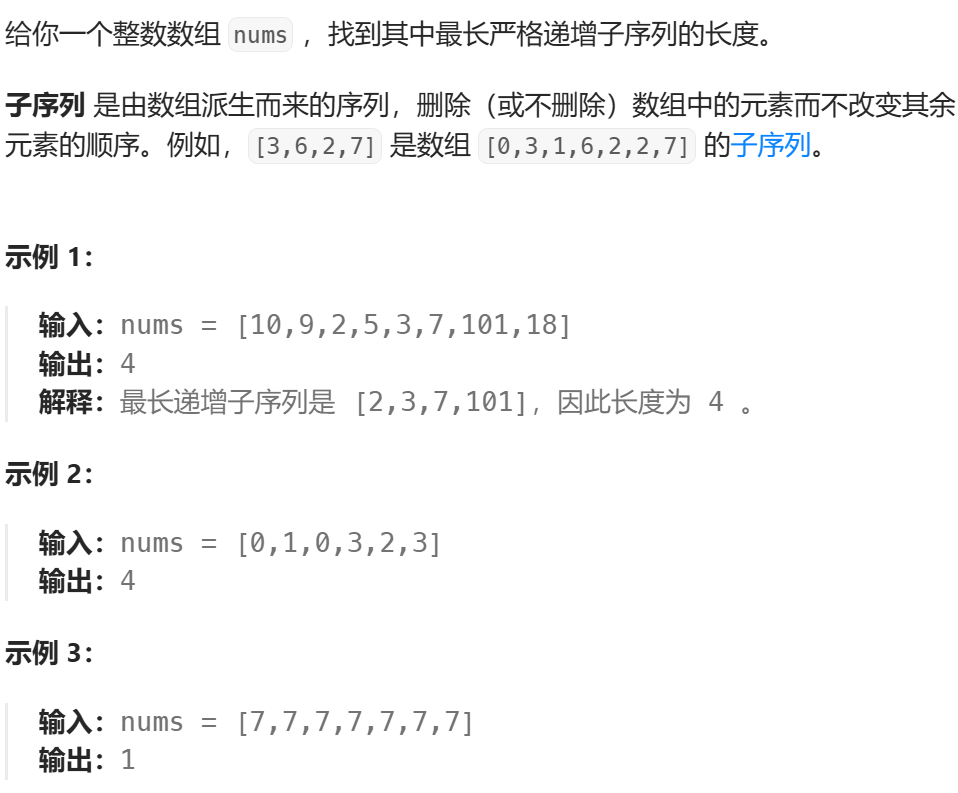 给你一个整数数组 nums ，找到其中最长严格递增子序列的长度。
子序列 是由数组派生而来的序列，删除（或不删除）数组中的元素而不改变其余
元素的顺序。例如，[3,6,2,7] 是数组 [0,3,1,6,2,2,7] 的子序列。
示例 1：
输入：nums = [10,9,2,5,3,7,101,18]
输出：4
解释：最长递增子序列是 [2,3,7,101]，因此长度为 4 。
示例 2：
输入：nums = [0,1,0,3,2,3]
输出：4
示例 3：
输入：nums = [7,7,7,7,7,7,7]
输出：1